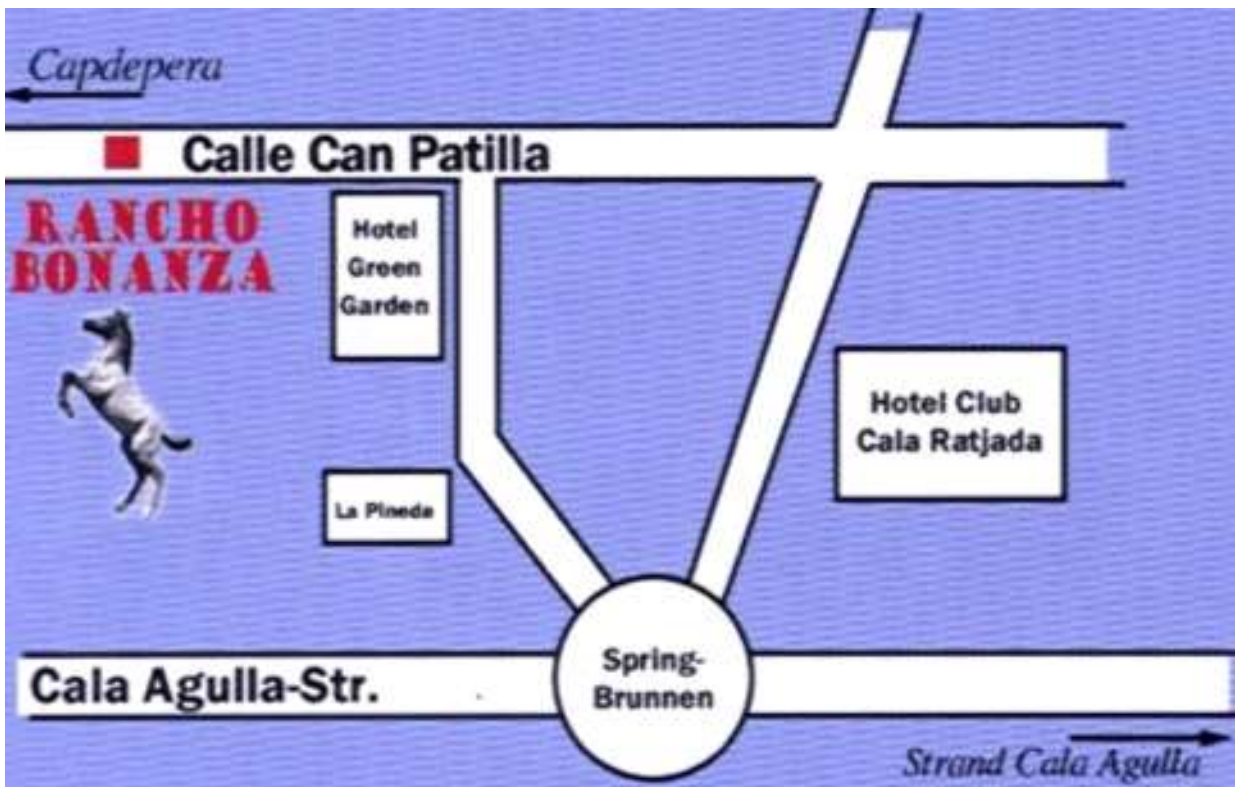 Capdepera
Calle Can Patilla
RANCHO
BONANZA
Hotel
Green
Garden
Hotel Club
Cala Ratjada
La Pineda
Spring-
Brunnen
Cala Agulla-Str.
Strand Cala Agulla